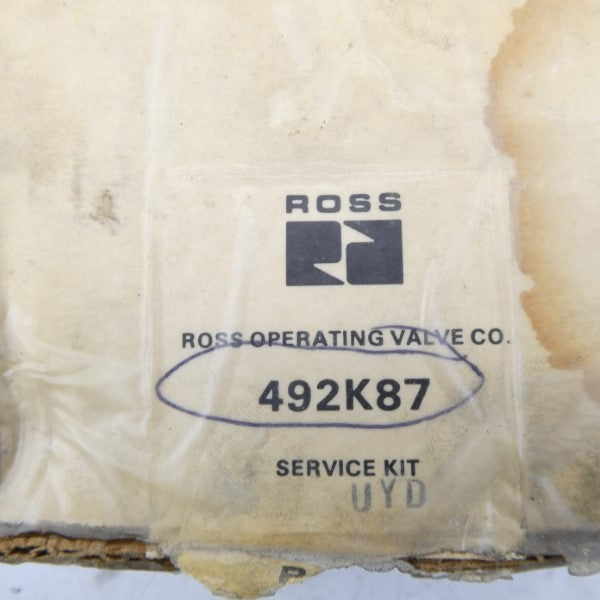 ROSS
ROSS OPERATING VALVE CO.
492K87
SERVICE KIT
UYD